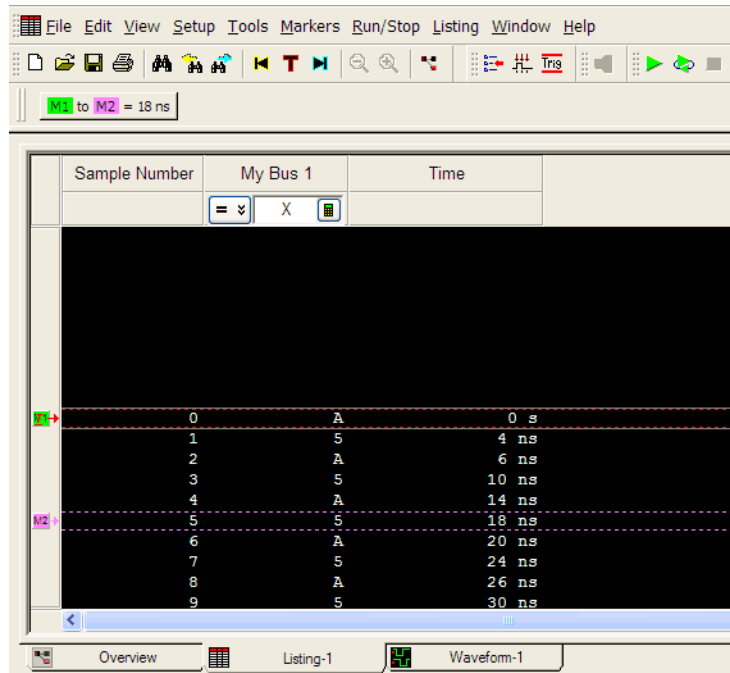 File Edit View Setup Tools Markers Run/Stop Listing Window Help
T Trig
M1 to M2 = 18 ns
Sample Number My Bus 1 Time
= X
M1 0 A 0 s
1 5 4 ns
2 A 6 ns
3 5 10 ns
4 A 14 ns
M2 5 5 18 ns
6 A 20 ns
7 5 24 ns
8 A 26 ns
9 5 30 ns
Overview Listing-1 Waveform-1